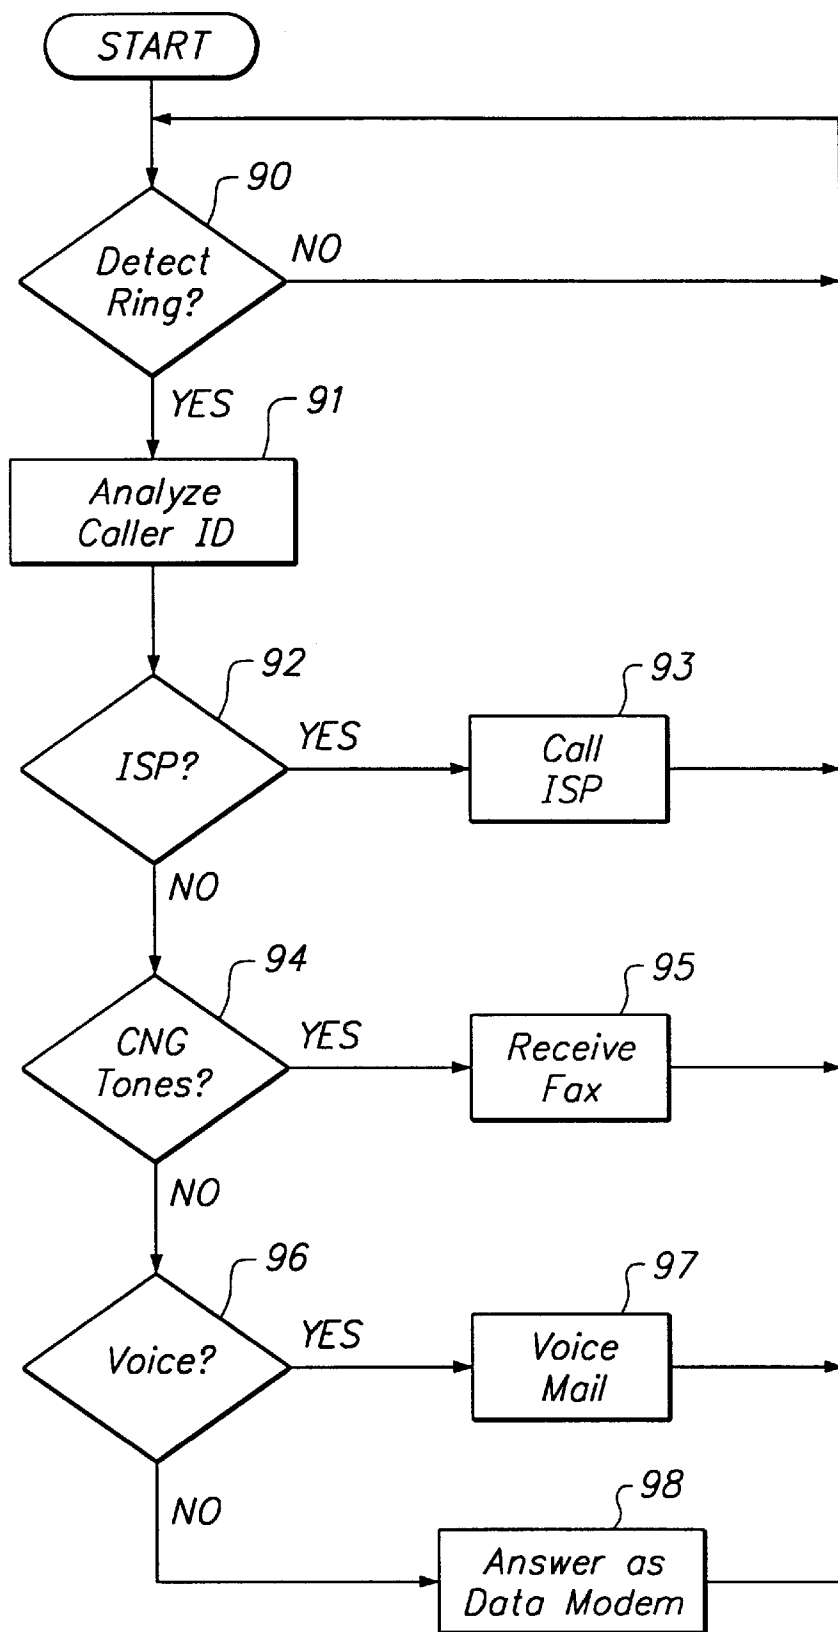 START
90
Detect
Ring?
NO
YES
91
Analyze
Caller ID
92
ISP?
YES
93
Call
ISP
NO
94
CNG
Tones?
YES
95
Receive
Fax
NO
96
Voice?
YES
97
Voice
Mail
NO
98
Answer as
Data Modem